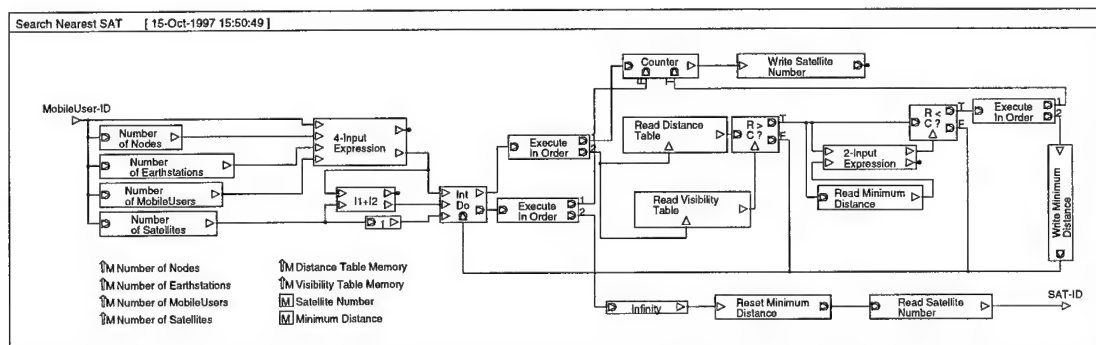 Search Nearest SAT [ 15-Oct-1997 15:50:49 ]
MobileUser-ID
Number
of Nodes
Number
of Earthstations
Number
of MobileUsers
Number
of Satellites
4-Input
Expression
I1+I2
1
Int
Do
Execute
In Order
1
2
Execute
In Order
1
2
Counter
Write Satellite
Number
Read Distance
Table
Read Visibility
Table
R >
C ?
T
F
2-Input
Expression
Read Minimum
Distance
R <
C ?
T
F
Execute
In Order
1
2
Write Minimum
Distance
Infinity
Reset Minimum
Distance
Read Satellite
Number
SAT-ID
⇑M Number of Nodes
⇑M Number of Earthstations
⇑M Number of MobileUsers
⇑M Number of Satellites
⇑M Distance Table Memory
⇑M Visibility Table Memory
M Satellite Number
M Minimum Distance